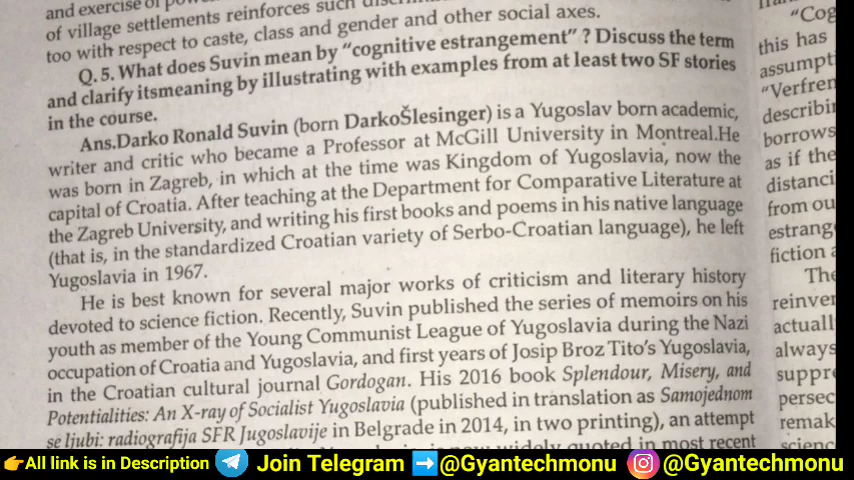 and exercise of
of village settlements reinforces such
too with respect to caste, class and gender and other social axes.
Q. 5. What does Suvin mean by “cognitive estrangement” ? Discuss the term
and clarify itsmeaning by illustrating with examples from at least two SF stories
in the course.
Ans.Darko Ronald Suvin (born DarkoŠlesinger) is a Yugoslav born academic,
writer and critic who became a Professor at McGill University in Montreal.He
was born in Zagreb, in which at the time was Kingdom of Yugoslavia, now the
capital of Croatia. After teaching at the Department for Comparative Literature at
the Zagreb University, and writing his first books and poems in his native language
(that is, in the standardized Croatian variety of Serbo-Croatian language), he left
Yugoslavia in 1967.
He is best known for several major works of criticism and literary history
devoted to science fiction. Recently, Suvin published the series of memoirs on his
youth as member of the Young Communist League of Yugoslavia during the Nazi
occupation of Croatia and Yugoslavia, and first years of Josip Broz Tito’s Yugoslavia,
in the Croatian cultural journal Gordogan. His 2016 book Splendour, Misery, and
Potentialities: An X-ray of Socialist Yugoslavia (published in translation as Samojednom
se ljubi: radiografija SFR Jugoslavije in Belgrade in 2014, in two printing), an attempt
widely quoted in most recent
“Cog
this has
assumpti
“Verfren
describi
borrows
as if the
distanci
from ou
estrang
fiction a
The
reinver
actuall
always
suppr
persec
remak
scienc
👉All link is in Description Join Telegram ➡@Gyantechmonu @Gyantechmonu